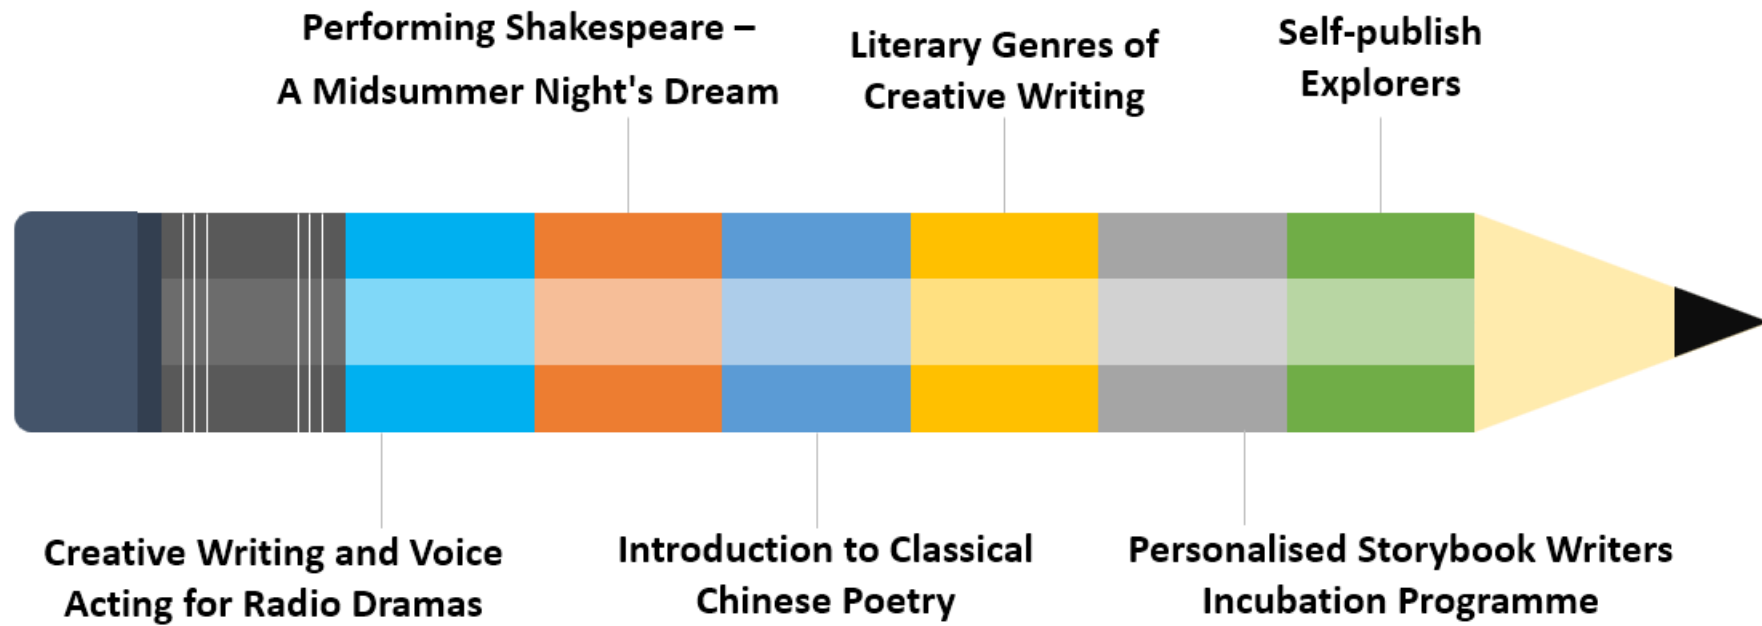 Performing Shakespeare –
A Midsummer Night's Dream
Literary Genres of
Creative Writing
Self-publish
Explorers
Creative Writing and Voice
Acting for Radio Dramas
Introduction to Classical
Chinese Poetry
Personalised Storybook Writers
Incubation Programme